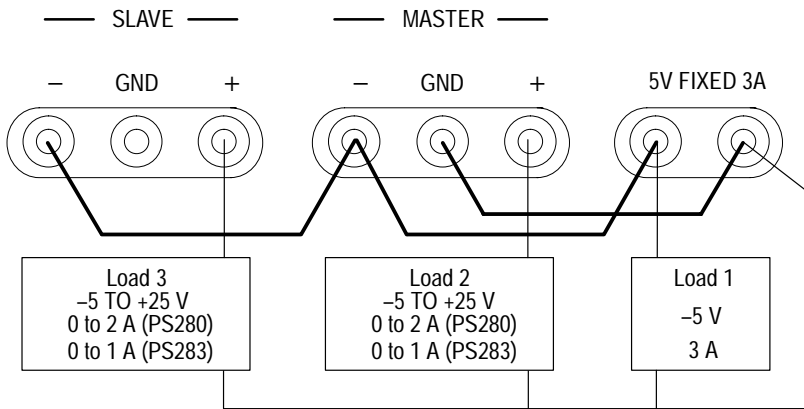 SLAVE
MASTER
– GND +
– GND +
5V FIXED 3A
Load 3
–5 TO +25 V
0 to 2 A (PS280)
0 to 1 A (PS283)
Load 2
–5 TO +25 V
0 to 2 A (PS280)
0 to 1 A (PS283)
Load 1
–5 V
3 A